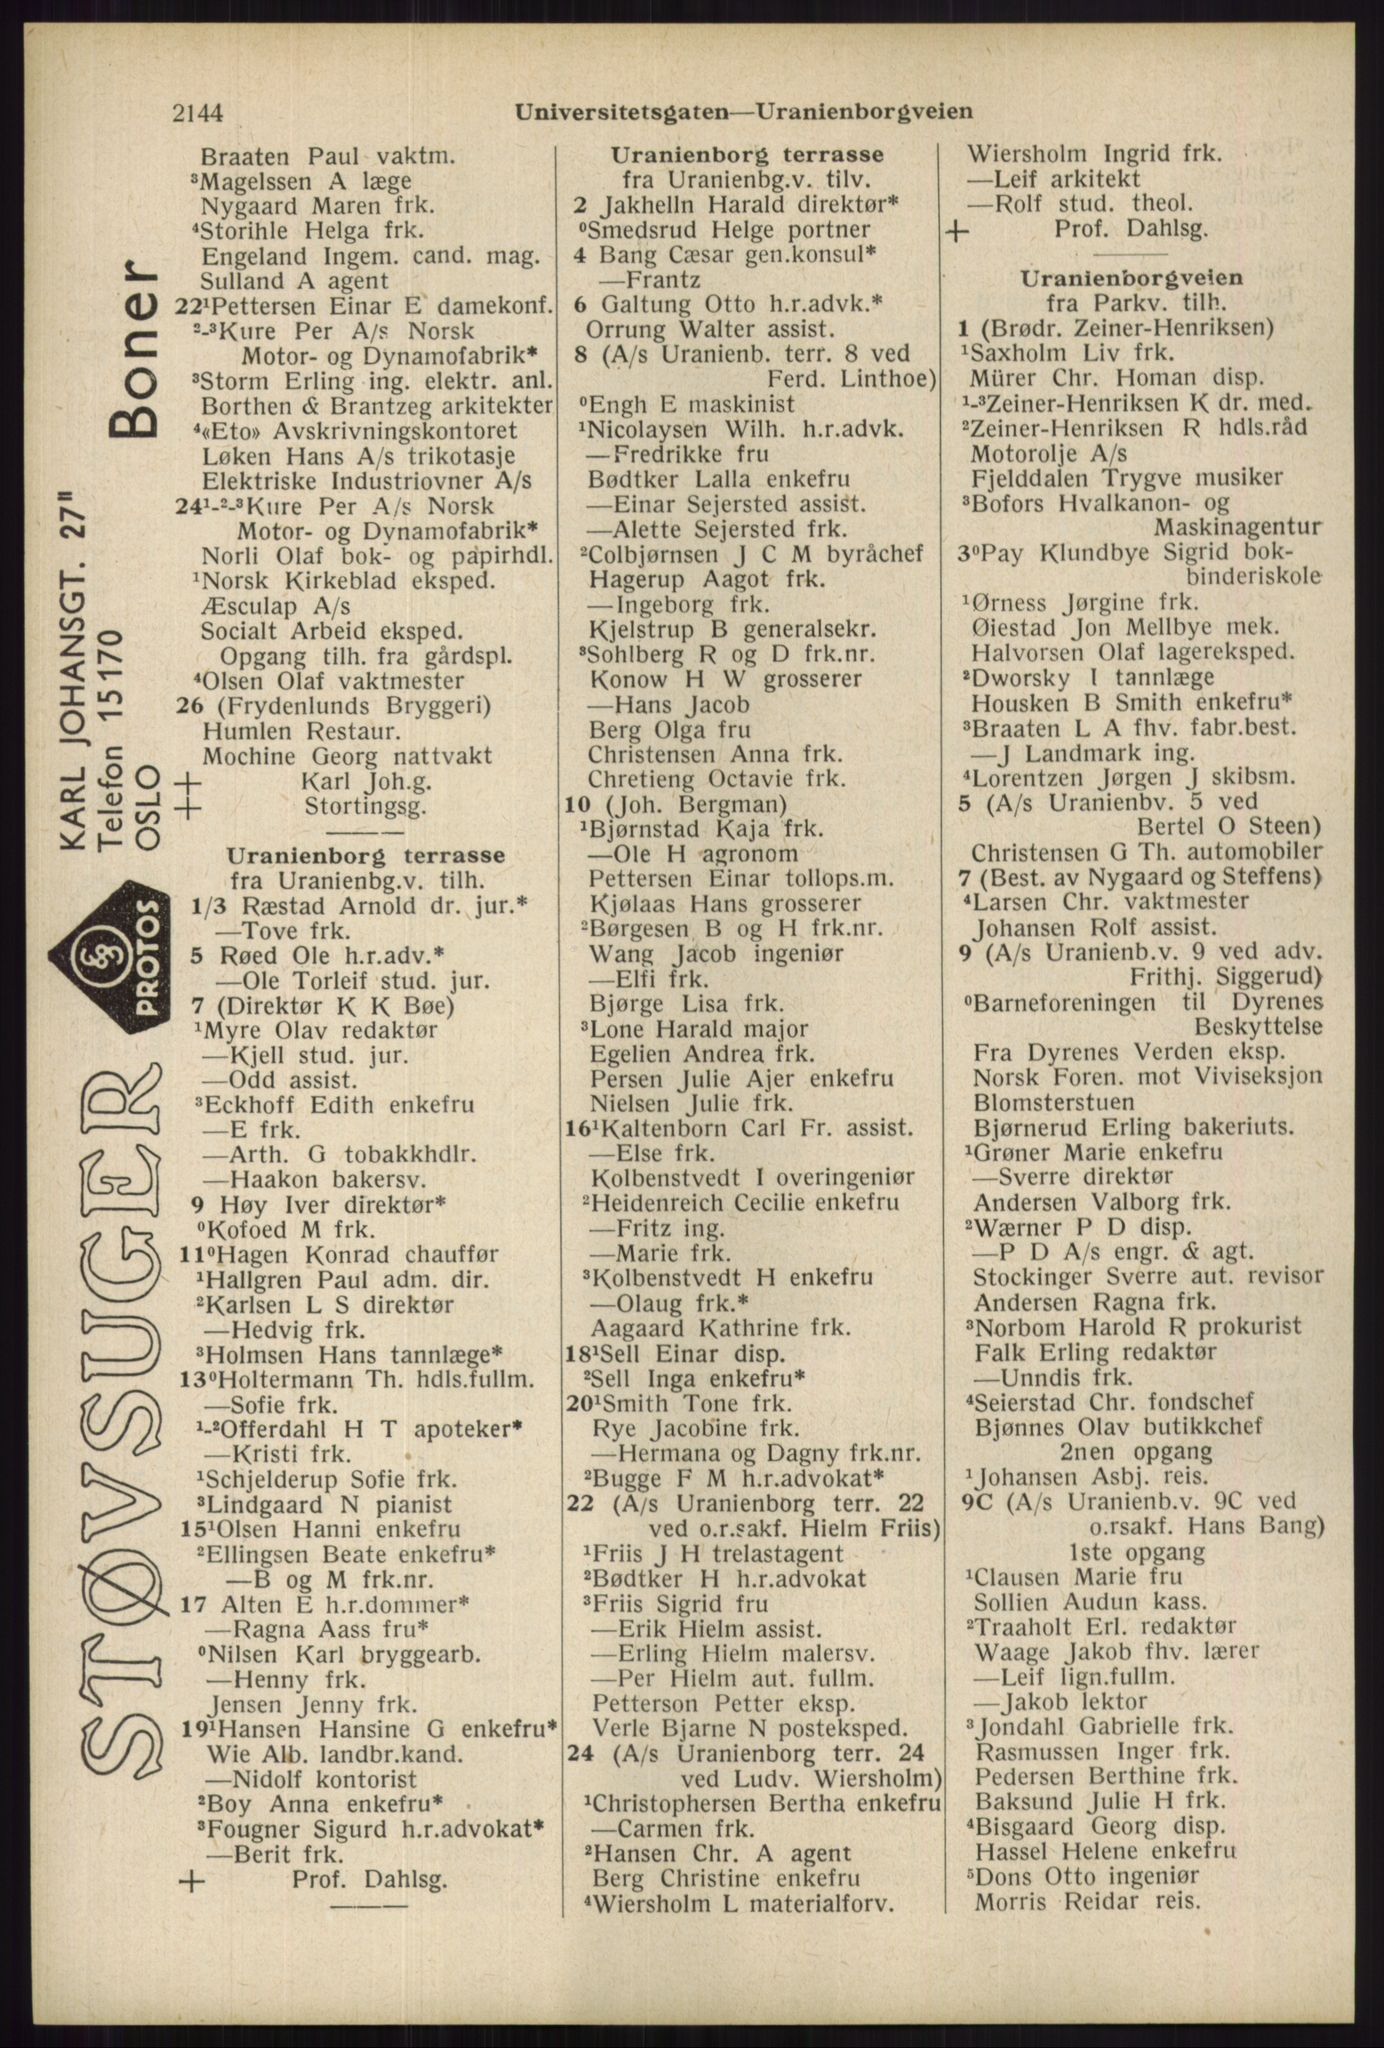 2144
Universitetsgaten—Uranienborgveien
Braaten Paul vaktm.
³Magelssen A læge
Nygaard Maren frk.
⁴Storihle Helga frk.
Engeland Ingem. cand. mag.
Sulland A agent
22¹Pettersen Einar E damekonf.
²-³Kure Per A/s Norsk
Motor- og Dynamofabrik*
³Storm Erling ing. elektr. anl.
Borthen & Brantzeg arkitekter
⁴«Eto» Avskrivningskontoret
Løken Hans A/s trikotasje
Elektriske Industriovner A/s
24¹-²-³Kure Per A/s Norsk
Motor- og Dynamofabrik*
Norli Olaf bok- og papirhdl.
¹Norsk Kirkeblad eksped.
Æsculap A/s
Socialt Arbeid eksped.
Opgang tilh. fra gårdspl.
⁴Olsen Olaf vaktmester
26 (Frydenlunds Bryggeri)
Humlen Restaur.
Mochine Georg nattvakt
+ Karl Joh.g.
+ Stortingsg.
Uranienborg terrasse
fra Uranienbg.v. tilh.
1/3 Ræstad Arnold dr. jur.*
—Tove frk.
5 Røed Ole h.r.adv.*
—Ole Torleif stud. jur.
7 (Direktør K K Bøe)
¹Myre Olav redaktør
—Kjell stud. jur.
—Odd assist.
³Eckhoff Edith enkefru
—E frk.
—Arth. G tobakkhdlr.
—Haakon bakersv.
9 Høy Iver direktør*
⁰Kofoed M frk.
11⁰Hagen Konrad chauffør
¹Hallgren Paul adm. dir.
²Karlsen L S direktør
—Hedvig frk.
³Holmsen Hans tannlæge*
13⁰Holtermann Th. hdls.fullm.
—Sofie frk.
¹-²Offerdahl H T apoteker*
—Kristi frk.
¹Schjelderup Sofie frk.
³Lindgaard N pianist
15¹Olsen Hanni enkefru
²Ellingsen Beate enkefru*
—B og M frk.nr.
17 Alten E h.r.dommer*
—Ragna Aass fru*
⁰Nilsen Karl bryggearb.
—Henny frk.
Jensen Jenny frk.
19¹Hansen Hansine G enkefru*
Wie Alb. landbr.kand.
—Nidolf kontorist
²Boy Anna enkefru*
³Fougner Sigurd h.r.advokat*
—Berit frk.
+ Prof. Dahlsg.
Uranienborg terrasse
fra Uranienbg.v. tilv.
2 Jakhelln Harald direktør*
⁰Smedsrud Helge portner
4 Bang Cæsar gen.konsul*
—Frantz
6 Galtung Otto h.r.advk.*
Orrung Walter assist.
8 (A/s Uranienb. terr. 8 ved
Ferd. Linthoe)
⁰Engh E maskinist
¹Nicolaysen Wilh. h.r.advk.
—Fredrikke fru
Bødtker Lalla enkefru
—Einar Sejersted assist.
—Alette Sejersted frk.
²Colbjørnsen J C M byråchef
Hagerup Aagot frk.
—Ingeborg frk.
Kjelstrup B generalsekr.
³Sohlberg R og D frk.nr.
Konow H W grosserer
—Hans Jacob
Berg Olga fru
Christensen Anna frk.
Chretieng Octavie frk.
10 (Joh. Bergman)
¹Bjørnstad Kaja frk.
—Ole H agronom
Pettersen Einar tollops.m.
Kjølaas Hans grosserer
²Børgesen B og H frk.nr.
Wang Jacob ingeniør
—Elfi frk.
Bjørge Lisa frk.
³Lone Harald major
Egelien Andrea frk.
Persen Julie Ajer enkefru
Nielsen Julie frk.
16¹Kaltenborn Carl Fr. assist.
—Else frk.
Kolbenstvedt I overingeniør
²Heidenreich Cecilie enkefru
—Fritz ing.
—Marie frk.
³Kolbenstvedt H enkefru
—Olaug frk.*
Aagaard Kathrine frk.
18¹Sell Einar disp.
²Sell Inga enkefru*
20¹Smith Tone frk.
Rye Jacobine frk.
—Hermana og Dagny frk.nr.
²Bugge F M h.r.advokat*
22 (A/s Uranienborg terr. 22
ved o.r.sakf. Hielm Friis)
¹Friis J H trelastagent
²Bødtker H h.r.advokat
³Friis Sigrid fru
—Erik Hielm assist.
—Erling Hielm malersv.
—Per Hielm aut. fullm.
Petterson Petter eksp.
Verle Bjarne N posteksped.
24 (A/s Uranienborg terr. 24
ved Ludv. Wiersholm)
¹Christophersen Bertha enkefru
—Carmen frk.
²Hansen Chr. A agent
Berg Christine enkefru
⁴Wiersholm L materialforv.
Wiersholm Ingrid frk.
—Leif arkitekt
—Rolf stud. theol.
+ Prof. Dahlsg.
Uranienborgveien
fra Parkv. tilh.
1 (Brødr. Zeiner-Henriksen)
¹Saxholm Liv frk.
Mürer Chr. Homan disp.
¹-³Zeiner-Henriksen K dr. med.
²Zeiner-Henriksen R hdls.råd
Motorolje A/s
Fjelddalen Trygve musiker
³Bofors Hvalkanon- og
Maskinagentur
3⁰Pay Klundbye Sigrid bok-
binderiskole
¹Ørness Jørgine frk.
Øiestad Jon Mellbye mek.
Halvorsen Olaf lagereksped.
²Dworsky I tannlæge
Housken B Smith enkefru*
³Braaten L A fhv. fabr.best.
—J Landmark ing.
⁴Lorentzen Jørgen J skibsm.
5 (A/s Uranienbv. 5 ved
Bertel O Steen)
Christensen G Th. automobiler
7 (Best. av Nygaard og Steffens)
⁴Larsen Chr. vaktmester
Johansen Rolf assist.
9 (A/s Uranienb.v. 9 ved adv.
Frithj. Siggerud)
⁰Barneforeningen til Dyrenes
Beskyttelse
Fra Dyrenes Verden eksp.
Norsk Foren. mot Viviseksjon
Blomsterstuen
Bjørnerud Erling bakeriuts.
¹Grøner Marie enkefru
—Sverre direktør
Andersen Valborg frk.
²Wærner P D disp.
—P D A/s engr. & agt.
Stockinger Sverre aut. revisor
Andersen Ragna frk.
³Norbom Harold R prokurist
Falk Erling redaktør
—Unndis frk.
⁴Seierstad Chr. fondschef
Bjønnes Olav butikkchef
2nen opgang
¹Johansen Asbj. reis.
9C (A/s Uranienb.v. 9C ved
o.rsakf. Hans Bang)
1ste opgang
¹Clausen Marie fru
Sollien Audun kass.
²Traaholt Erl. redaktør
Waage Jakob fhv. lærer
—Leif lign.fullm.
—Jakob lektor
³Jondahl Gabrielle frk.
Rasmussen Inger frk.
Pedersen Berthine frk.
Baksund Julie H frk.
⁴Bisgaard Georg disp.
Hassel Helene enkefru
⁵Dons Otto ingeniør
Morris Reidar reis.
STØVSUGER
PROTOS
Boner
KARL JOHANSGT. 27"
Telefon 15 170
OSLO